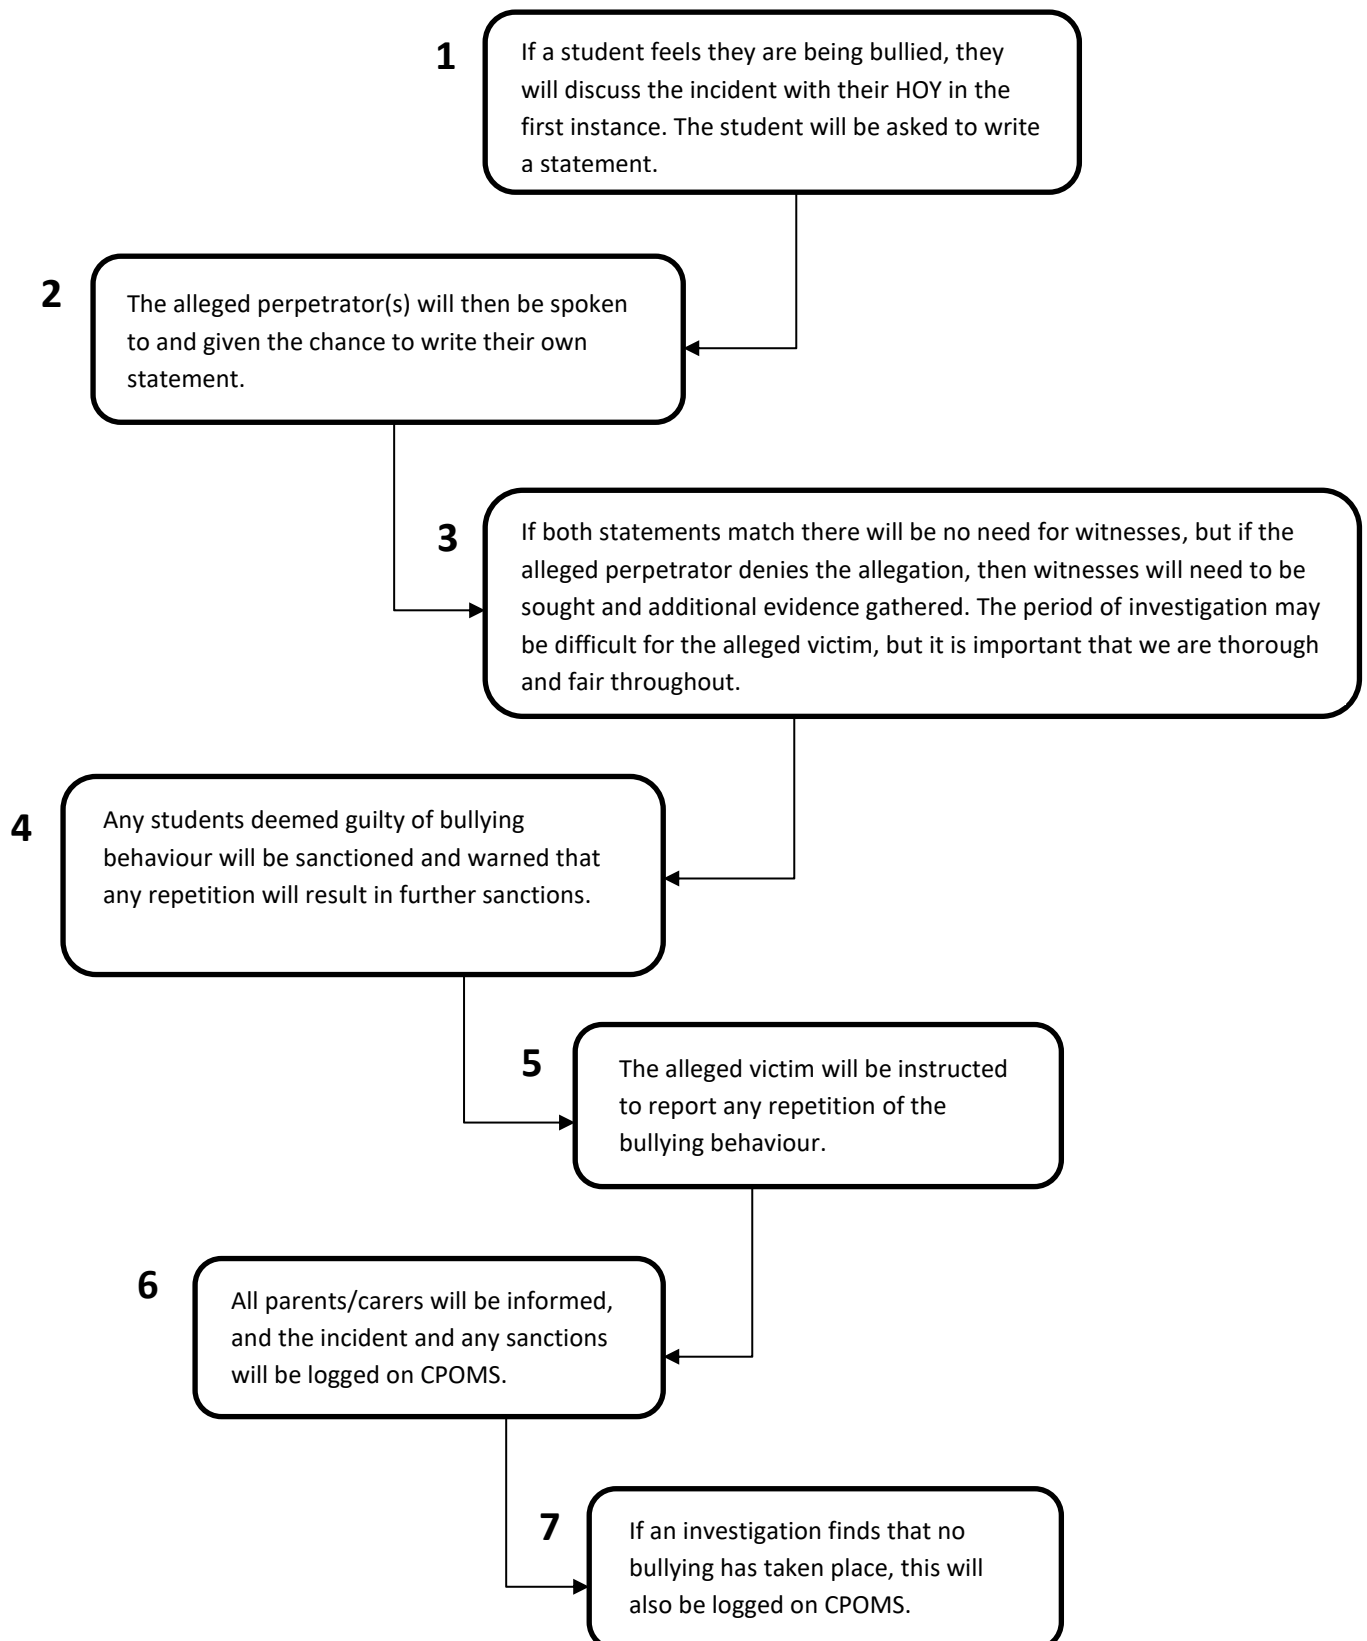 1
If a student feels they are being bullied, they
will discuss the incident with their HOY in the
first instance. The student will be asked to write
a statement.
2
The alleged perpetrator(s) will then be spoken
to and given the chance to write their own
statement.
3
If both statements match there will be no need for witnesses, but if the
alleged perpetrator denies the allegation, then witnesses will need to be
sought and additional evidence gathered. The period of investigation may
be difficult for the alleged victim, but it is important that we are thorough
and fair throughout.
4
Any students deemed guilty of bullying
behaviour will be sanctioned and warned that
any repetition will result in further sanctions.
5
The alleged victim will be instructed
to report any repetition of the
bullying behaviour.
6
All parents/carers will be informed,
and the incident and any sanctions
will be logged on CPOMS.
7
If an investigation finds that no
bullying has taken place, this will
also be logged on CPOMS.